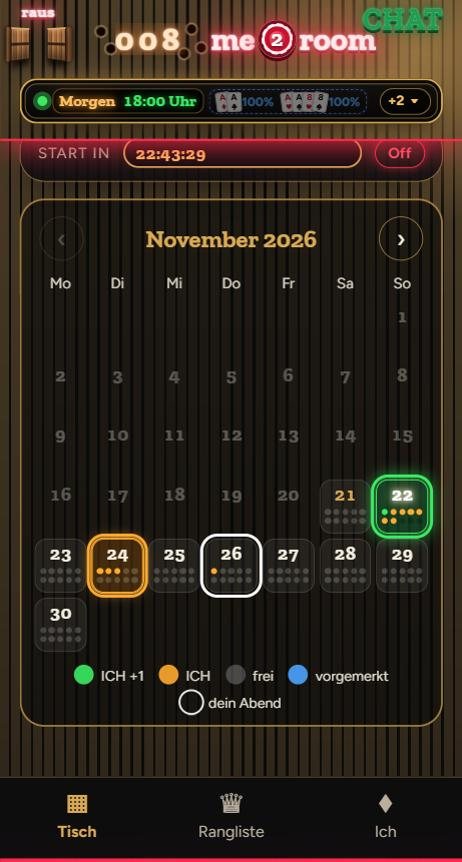 raus
008 me 2 room CHAT
Morgen 18:00 Uhr A A 100% A A 8 8 100% +2
START IN 22:43:29 Off
‹ November 2026 ›
Mo Di Mi Do Fr Sa So
1
2 3 4 5 6 7 8
9 10 11 12 13 14 15
16 17 18 19 20 21 22
23 24 25 26 27 28 29
30
ICH +1 ICH frei vorgemerkt
dein Abend
Tisch Rangliste Ich